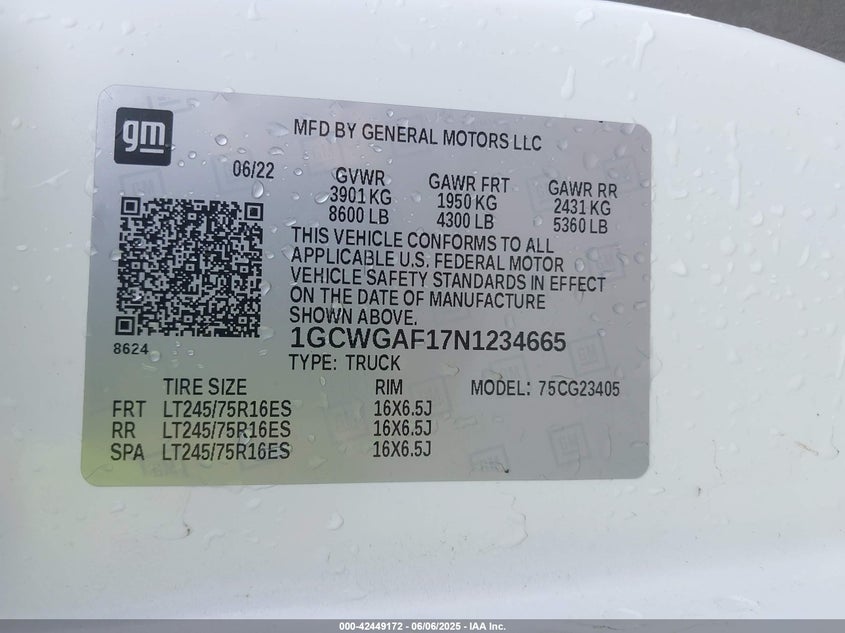 gm
MFD BY GENERAL MOTORS LLC
06/22
GVWR GAWR FRT GAWR RR
3901 KG 1950 KG 2431 KG
8600 LB 4300 LB 5360 LB
THIS VEHICLE CONFORMS TO ALL
APPLICABLE U.S. FEDERAL MOTOR
VEHICLE SAFETY STANDARDS IN EFFECT
ON THE DATE OF MANUFACTURE
SHOWN ABOVE.
1GCWGAF17N1234665
8624
TYPE: TRUCK
TIRE SIZE RIM MODEL: 75CG23405
FRT LT245/75R16ES 16X6.5J
RR LT245/75R16ES 16X6.5J
SPA LT245/75R16ES 16X6.5J
000-42449172 - 06/06/2025 - IAA Inc.